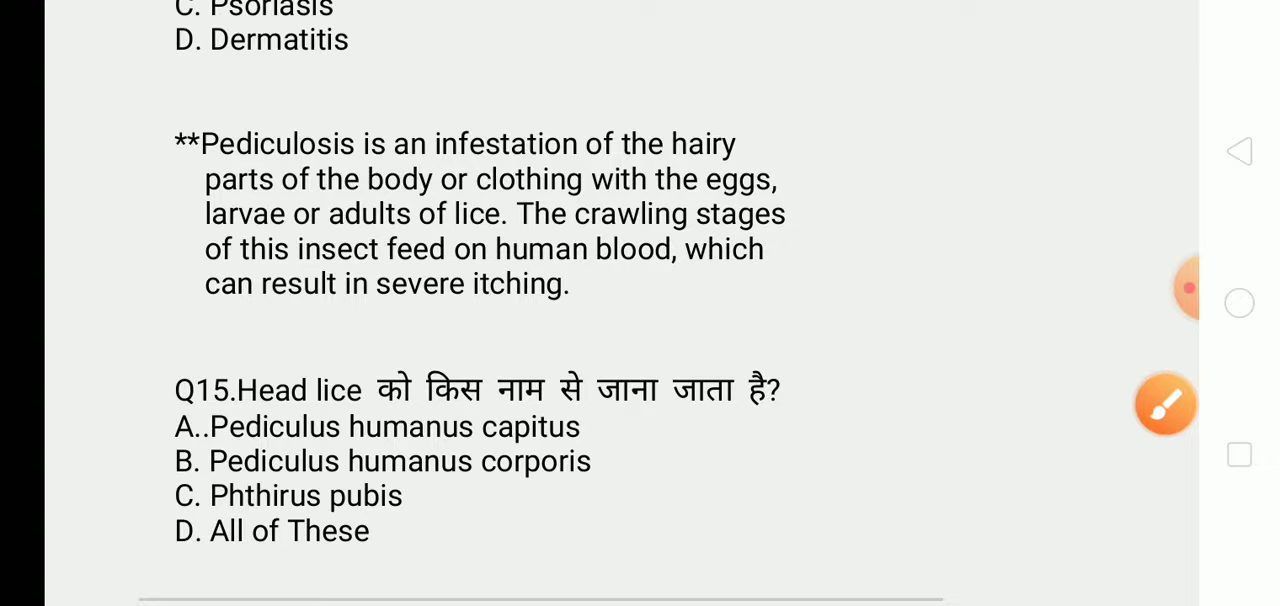 C. Psoriasis
D. Dermatitis
**Pediculosis is an infestation of the hairy
parts of the body or clothing with the eggs,
larvae or adults of lice. The crawling stages
of this insect feed on human blood, which
can result in severe itching.
Q15.Head lice को किस नाम से जाना जाता है?
A..Pediculus humanus capitus
B. Pediculus humanus corporis
C. Phthirus pubis
D. All of These